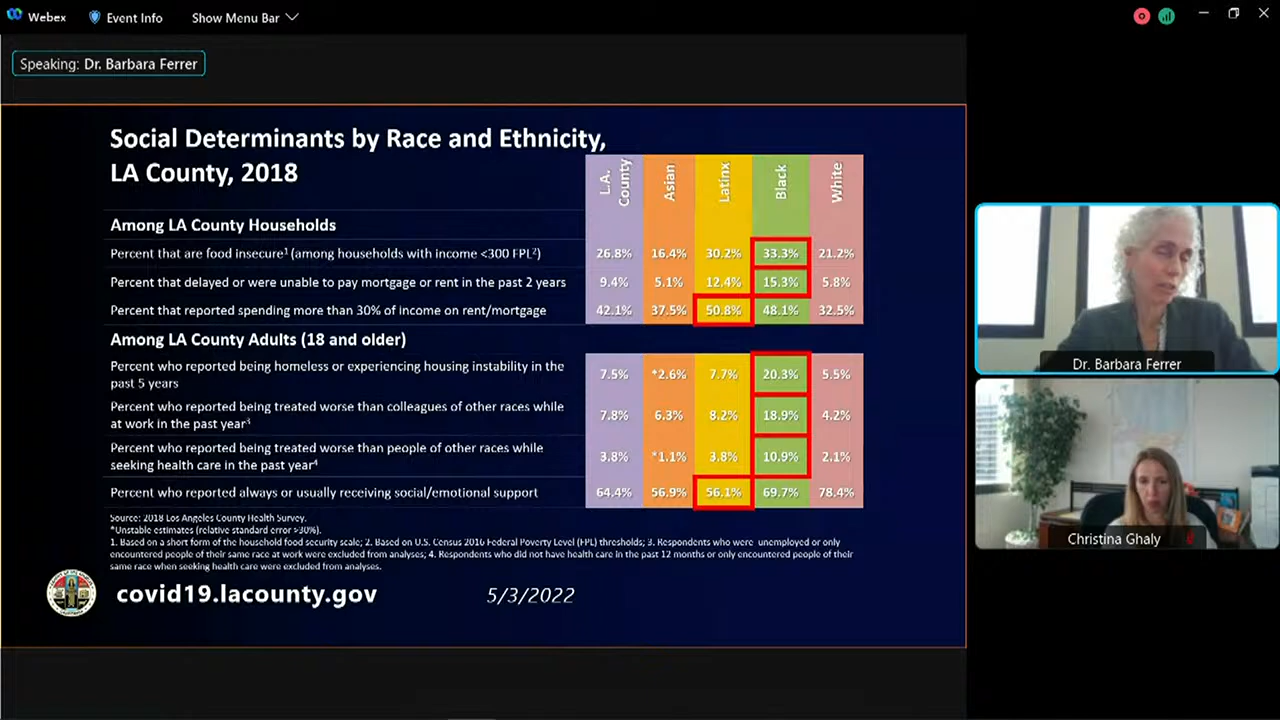 Webex
Event Info
Show Menu Bar
Speaking: Dr. Barbara Ferrer
Social Determinants by Race and Ethnicity,
LA County, 2018
L.A. County
Asian
Latinx
Black
White
Among LA County Households
Percent that are food insecure¹ (among households with income <300 FPL²) 26.8% 16.4% 30.2% 33.3% 21.2%
Percent that delayed or were unable to pay mortgage or rent in the past 2 years 9.4% 5.1% 12.4% 15.3% 5.8%
Percent that reported spending more than 30% of income on rent/mortgage 42.1% 37.5% 50.8% 48.1% 32.5%
Among LA County Adults (18 and older)
Percent who reported being homeless or experiencing housing instability in the
past 5 years
7.5% *2.6% 7.7% 20.3% 5.5%
Percent who reported being treated worse than colleagues of other races while
at work in the past year³
7.8% 6.3% 8.2% 18.9% 4.2%
Percent who reported being treated worse than people of other races while
seeking health care in the past year⁴
3.8% *1.1% 3.8% 10.9% 2.1%
Percent who reported always or usually receiving social/emotional support 64.4% 56.9% 56.1% 69.7% 78.4%
Source: 2018 Los Angeles County Health Survey.
*Unstable estimates (relative standard error >30%).
1. Based on a short form of the household food security scale; 2. Based on U.S. Census 2016 Federal Poverty Level (FPL) thresholds; 3. Respondents who were unemployed or only
encountered people of their same race at work were excluded from analyses; 4. Respondents who did not have health care in the past 12 months or only encountered people of their
same race when seeking health care were excluded from analyses.
covid19.lacounty.gov
5/3/2022
Dr. Barbara Ferrer
Christina Ghaly